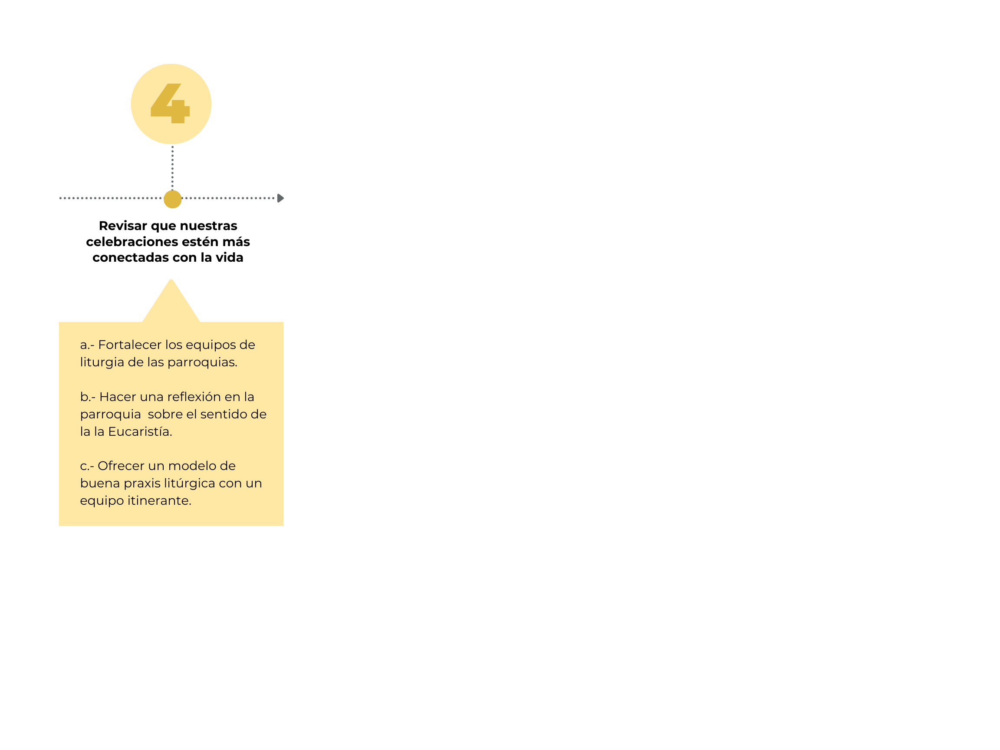 4
Revisar que nuestras
celebraciones estén más
conectadas con la vida
a.- Fortalecer los equipos de
liturgia de las parroquias.
b.- Hacer una reflexión en la
parroquia  sobre el sentido de
la la Eucaristía.
c.- Ofrecer un modelo de
buena praxis litúrgica con un
equipo itinerante.